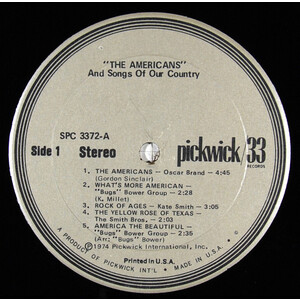 "THE AMERICANS"
And Songs Of Our Country
SPC 3372-A
Side 1 Stereo
pickwick 33
RECORDS
1. THE AMERICANS – Oscar Brand – 4:45
(Gordon Sinclair)
2. WHAT'S MORE AMERICAN –
"Bugs" Bower Group – 2:28
(K. Millet)
3. ROCK OF AGES – Kate Smith – 3:05
4. THE YELLOW ROSE OF TEXAS –
The Smith Bros. – 2:03
5. AMERICA THE BEAUTIFUL –
"Bugs" Bower Group – 2:35
(Arr: "Bugs" Bower)
℗ 1974 Pickwick International, Inc.
Printed in U.S.A.
A PRODUCT OF PICKWICK INT'L. MADE IN U.S.A.